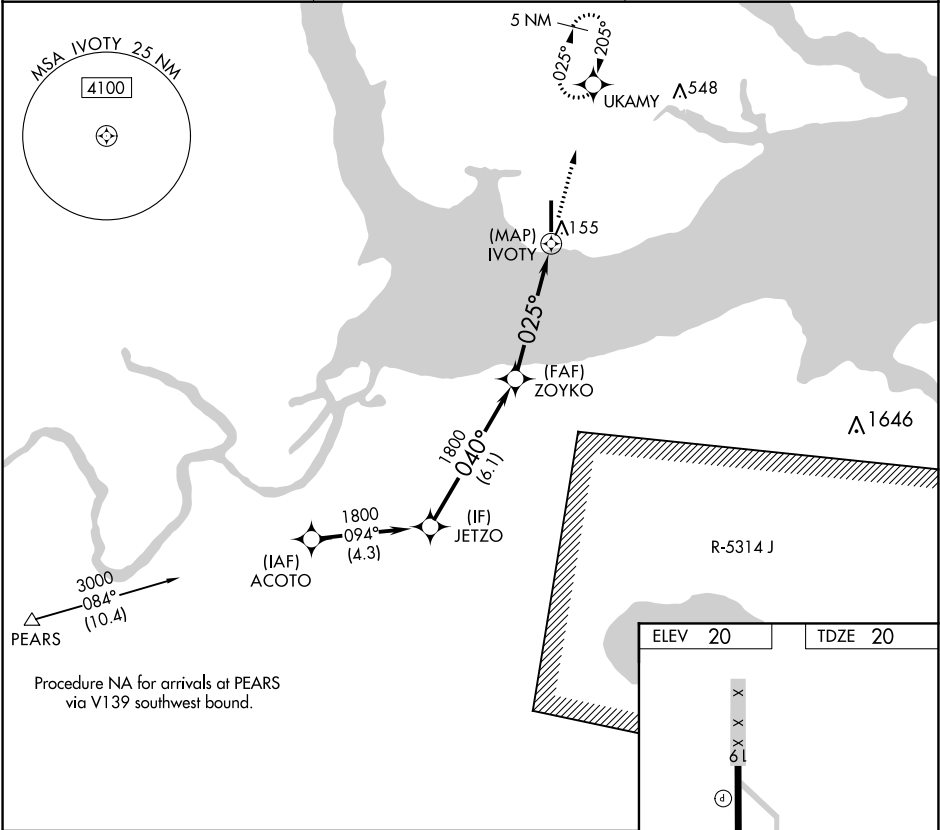 MSA IVOTY 25 NM
4100
5 NM
025°
205°
UKAMY
548
(MAP)
IVOTY
155
025°
(FAF)
ZOYKO
1646
1800
040°
(6.1)
1800
094°
(4.3)
(IF)
JETZO
(IAF)
ACOTO
R-5314 J
3000
084°
(10.4)
PEARS
Procedure NA for arrivals at PEARS
via V139 southwest bound.
ELEV 20
TDZE 20
X
X
X
19
P